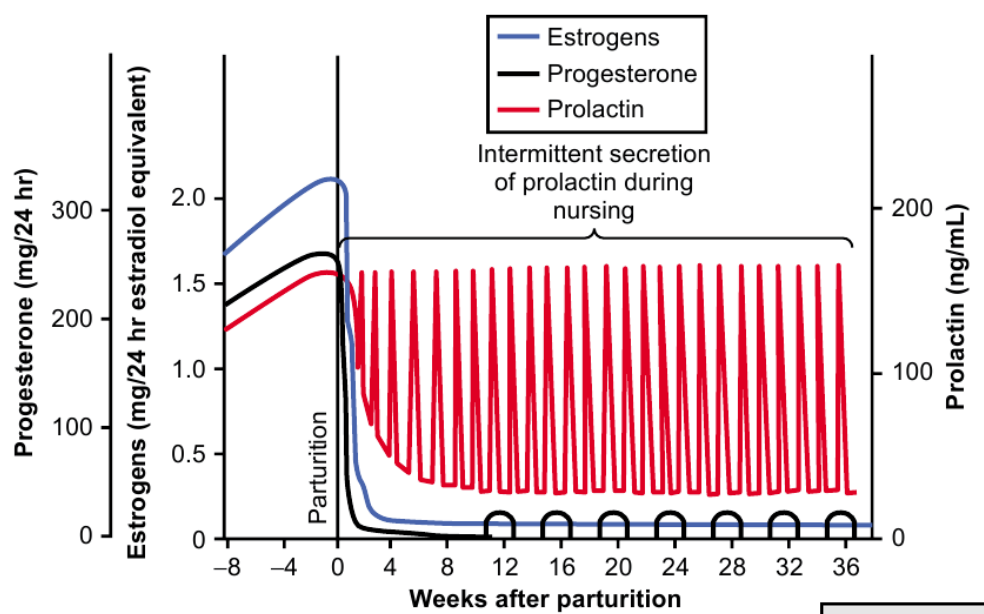 Estrogens
Progesterone
Prolactin
Intermittent secretion
of prolactin during
nursing
Progesterone (mg/24 hr)
300
200
100
0
Estrogens (mg/24 hr estradiol equivalent)
2.0
1.5
1.0
0.5
0
Parturition
200
100
0
Prolactin (ng/mL)
–8 –4 0 4 8 12 16 20 24 28 32 36
Weeks after parturition